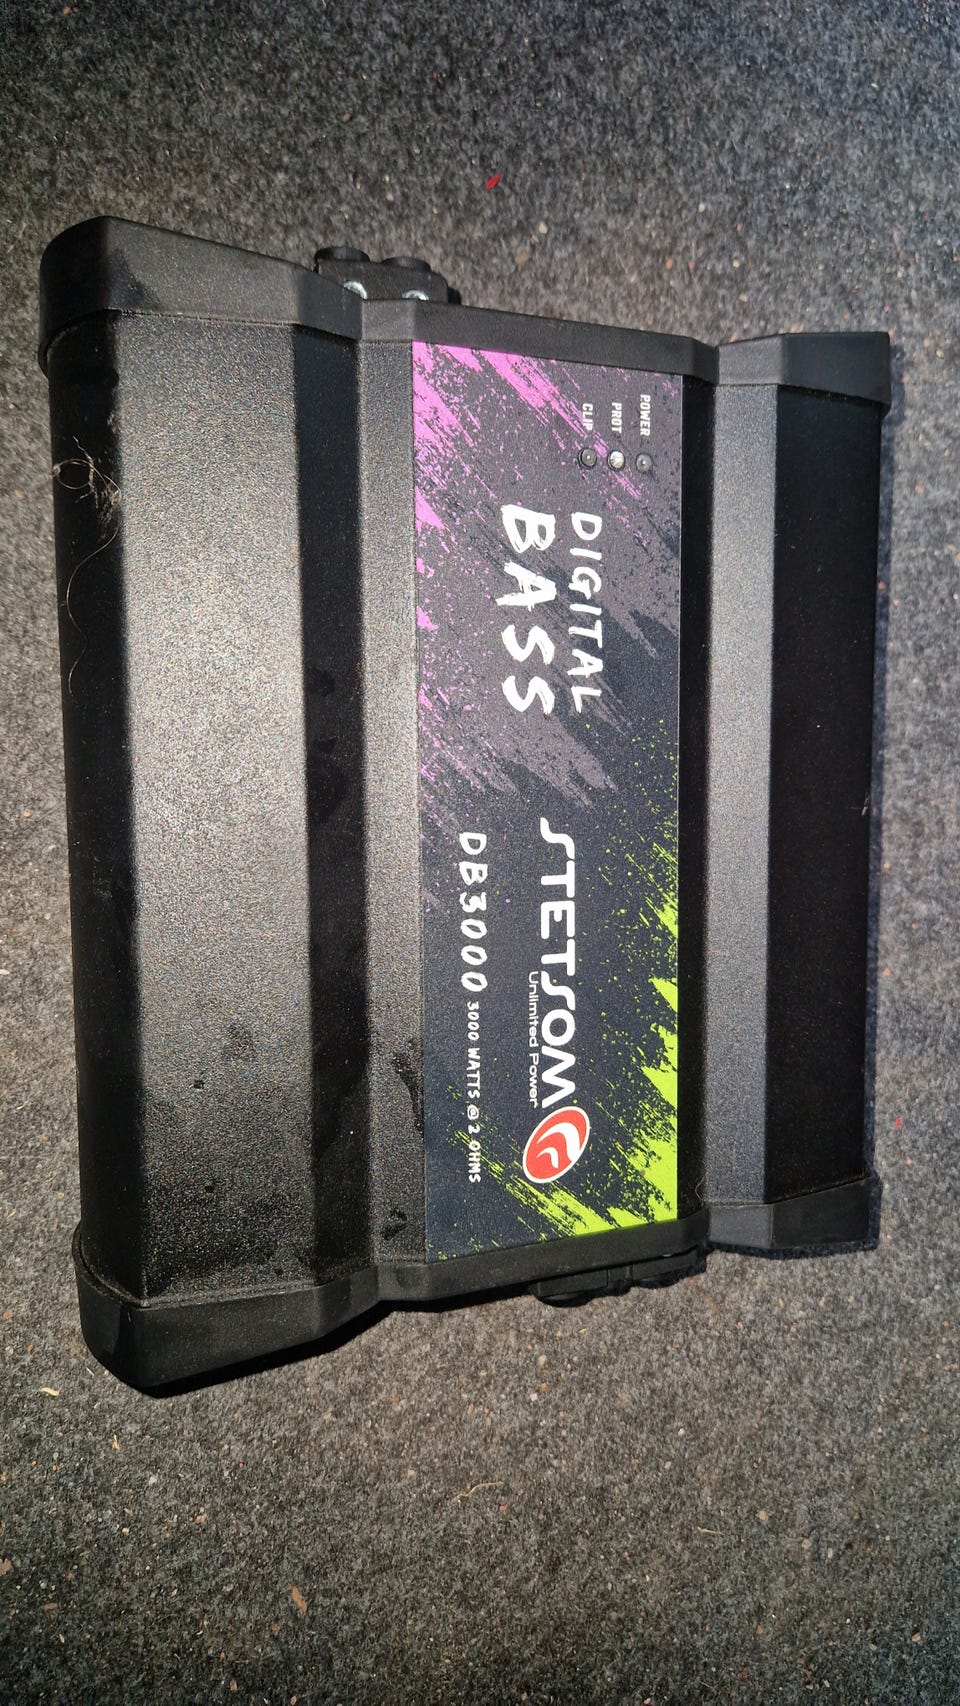 POWER
PROT
CLIP
DIGITAL
BASS
STETSOM
Unlimited Power
DB3000 3000 WATTS @ 2 OHMS